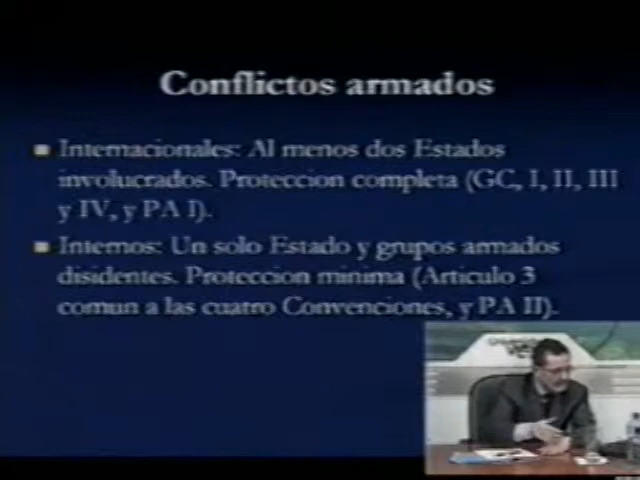 Conflictos armados
Internacionales: Al menos dos Estados
involucrados. Proteccion completa (GC, I, II, III
y IV, y PA I).
Internos: Un solo Estado y grupos armados
disidentes. Proteccion minima (Articulo 3
comun a las cuatro Convenciones, y PA II).